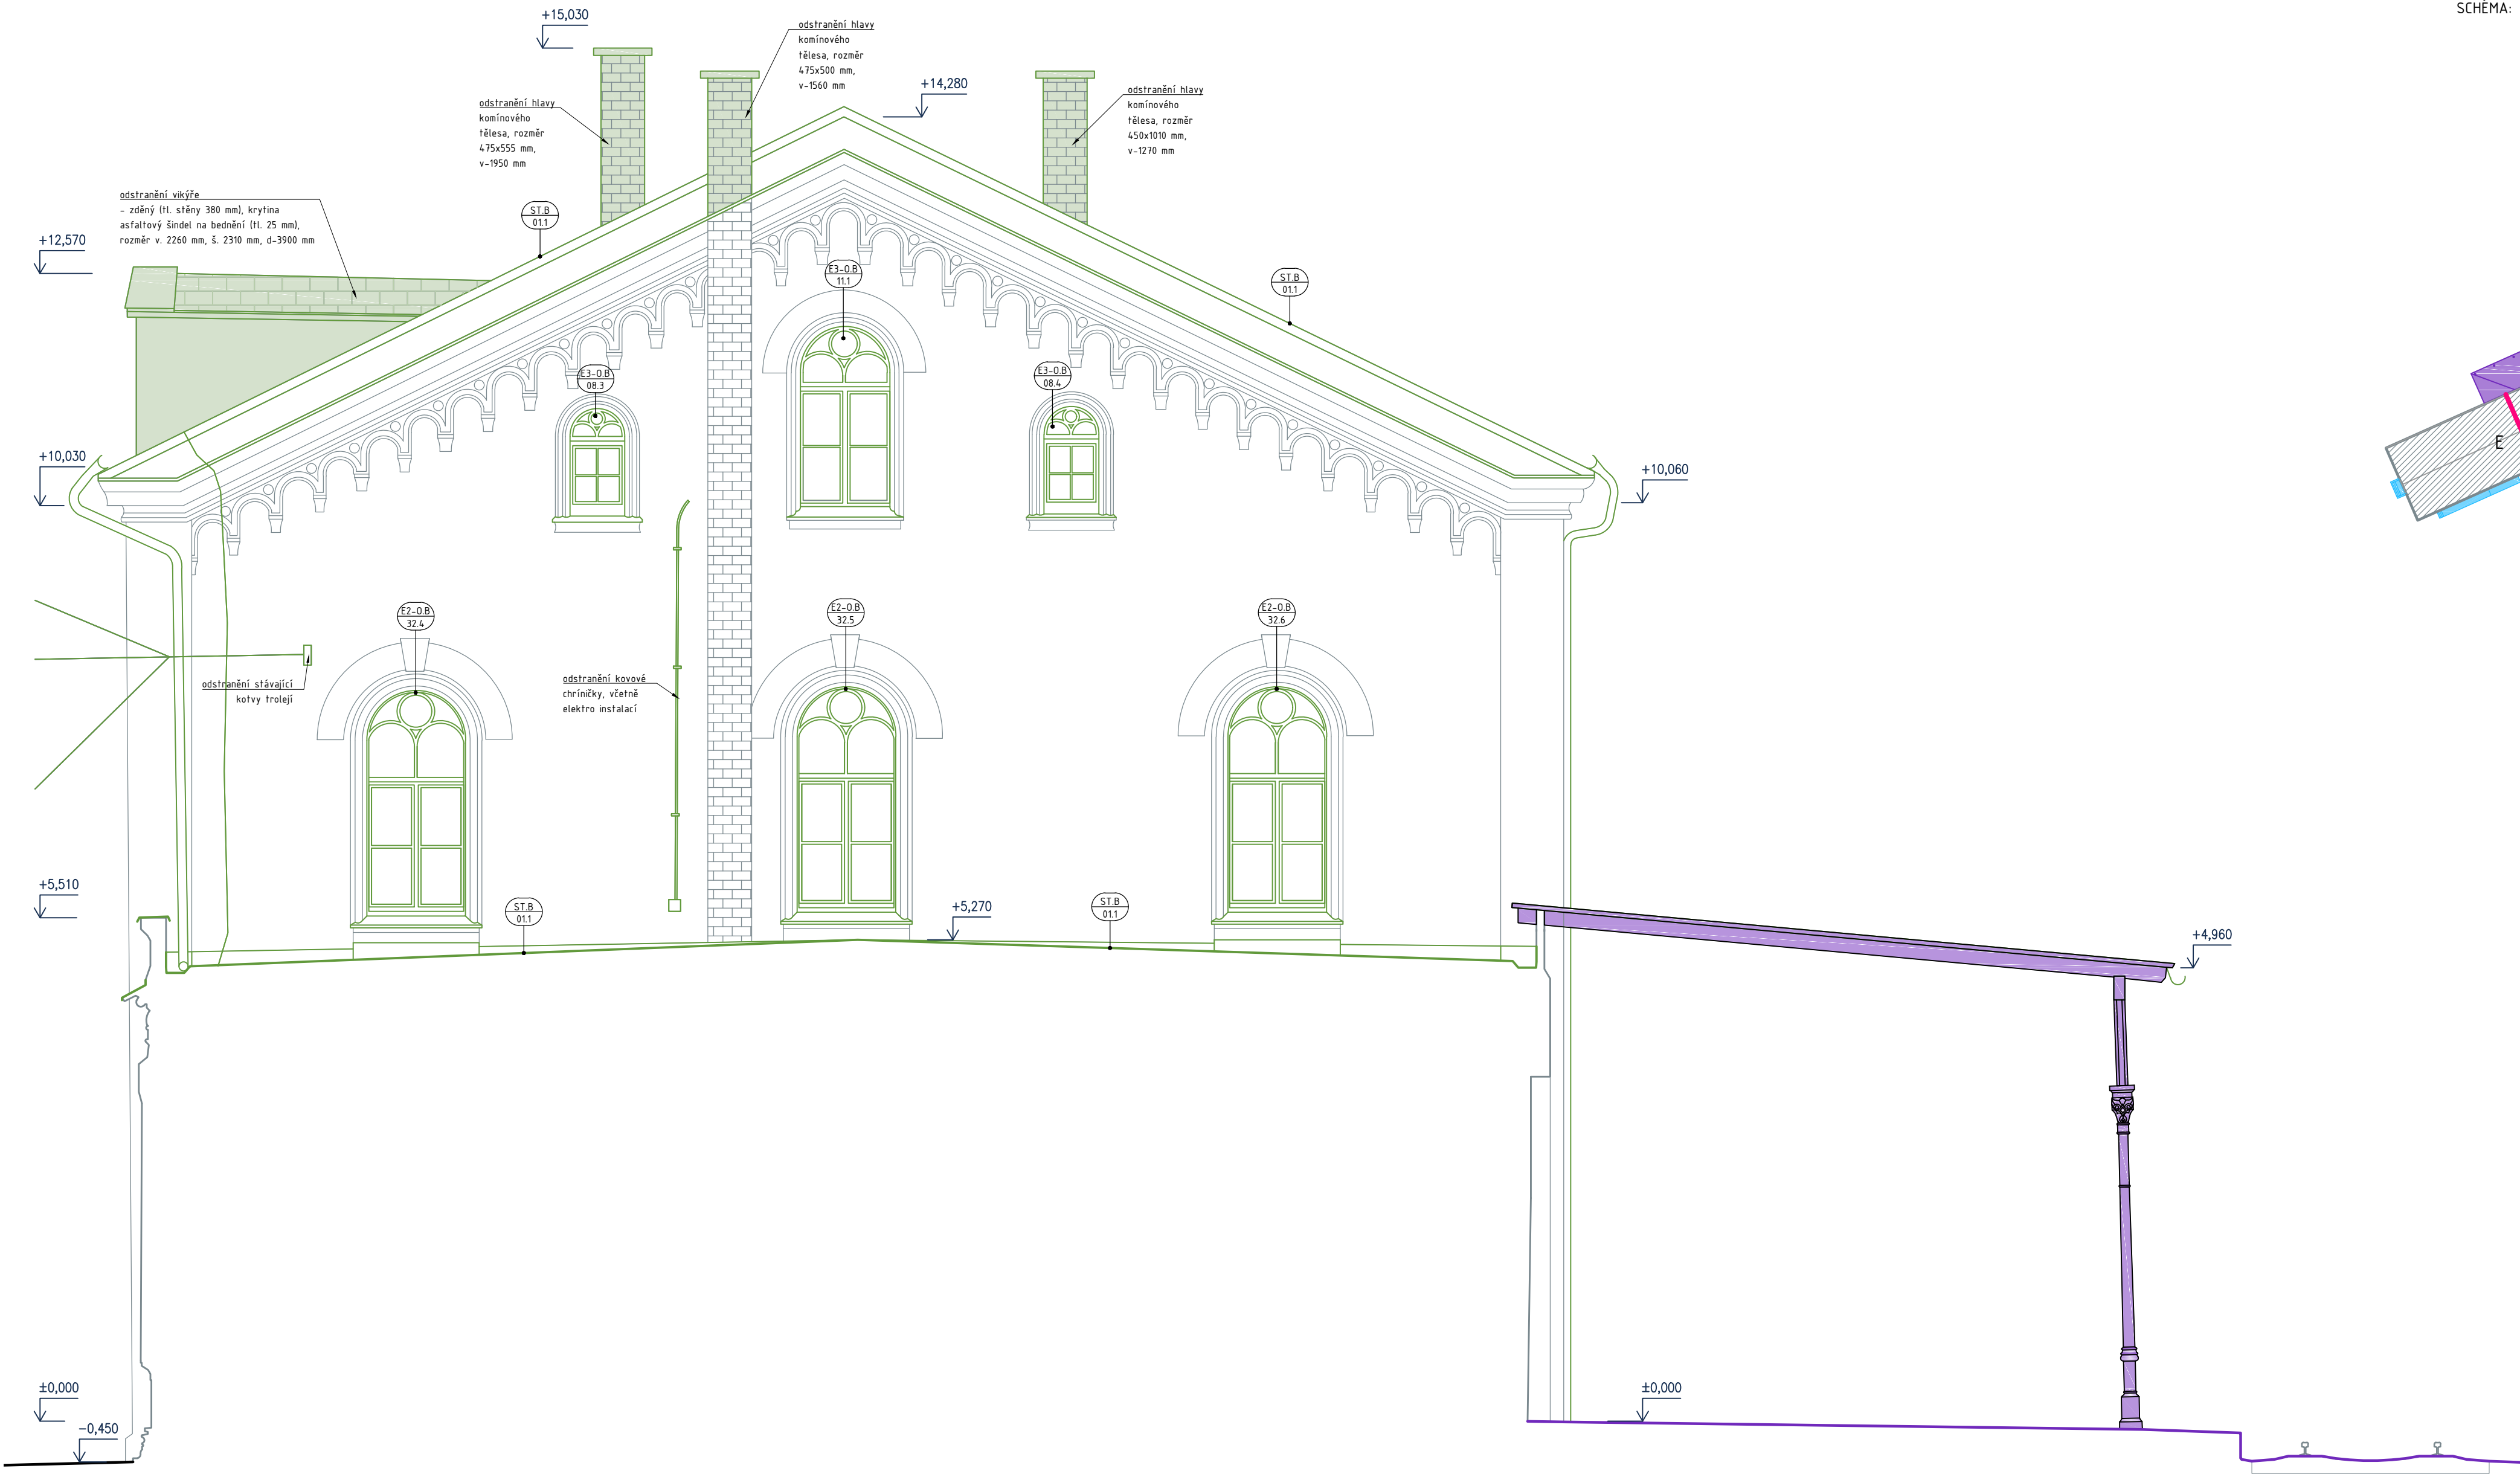 SCHÉMA:
+15,030
odstranění hlavy
komínového
tělesa, rozměr
475x500 mm,
v-1560 mm
+14,280
odstranění hlavy
komínového
tělesa, rozměr
475x555 mm,
v-1950 mm
odstranění hlavy
komínového
tělesa, rozměr
450x1010 mm,
v-1270 mm
odstranění vikýře
- zděný (tl. stěny 380 mm), krytina
asfaltový šindel na bednění (tl. 25 mm),
rozměr v. 2260 mm, š. 2310 mm, d-3900 mm
ST.B
01.1
+12,570
E3-O.B
11.1
ST.B
01.1
E3-O.B
08.3
E3-O.B
08.4
E
+10,030
+10,060
E2-O.B
32.4
E2-O.B
32.5
E2-O.B
32.6
odstranění stávající
kotvy trolejí
odstranění kovové
chríničky, včetně
elektro instalací
+5,510
ST.B
01.1
+5,270
ST.B
01.1
+4,960
±0,000
±0,000
-0,450